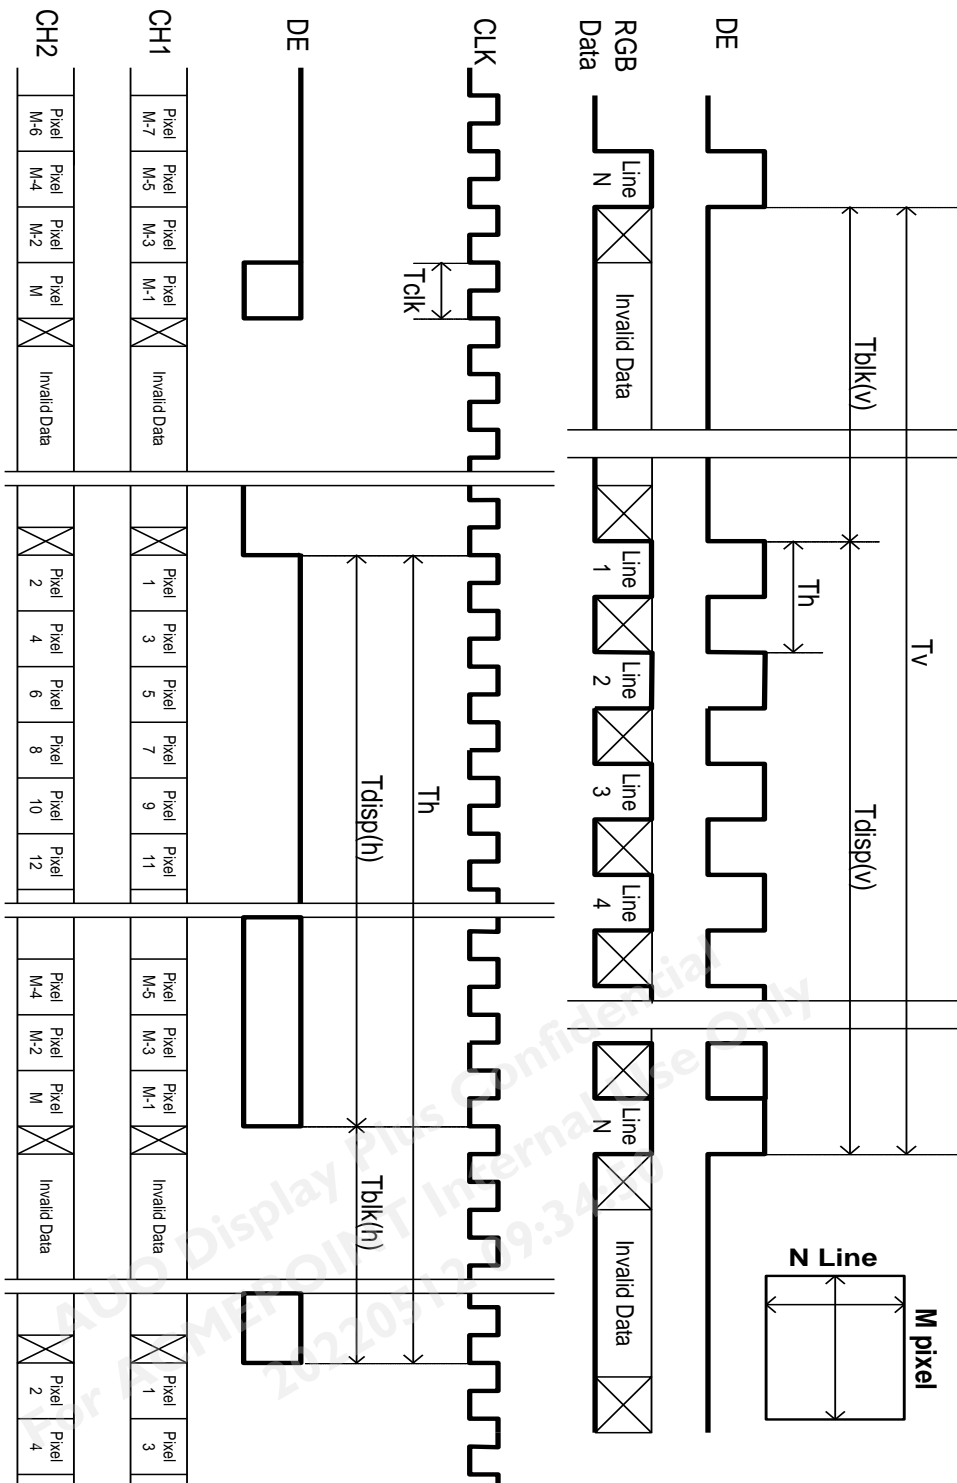 Tv
Tblk(v)
Tdisp(v)
Th
DE
RGB
Data
Line
N
Invalid Data
Line
1
Line
2
Line
3
Line
4
Line
N
Invalid Data
M pixel
N Line
CLK
Tclk
Th
Tdisp(h)
Tblk(h)
DE
CH1
Pixel
M-7
Pixel
M-5
Pixel
M-3
Pixel
M-1
Invalid Data
Pixel
1
Pixel
3
Pixel
5
Pixel
7
Pixel
9
Pixel
11
Pixel
M-5
Pixel
M-3
Pixel
M-1
Invalid Data
Pixel
1
Pixel
3
CH2
Pixel
M-6
Pixel
M-4
Pixel
M-2
Pixel
M
Invalid Data
Pixel
2
Pixel
4
Pixel
6
Pixel
8
Pixel
10
Pixel
12
Pixel
M-4
Pixel
M-2
Pixel
M
Invalid Data
Pixel
2
Pixel
4
AUO Display Plus Confidential
For ACMEPOINT Internal Use Only
20220512 09:34:50